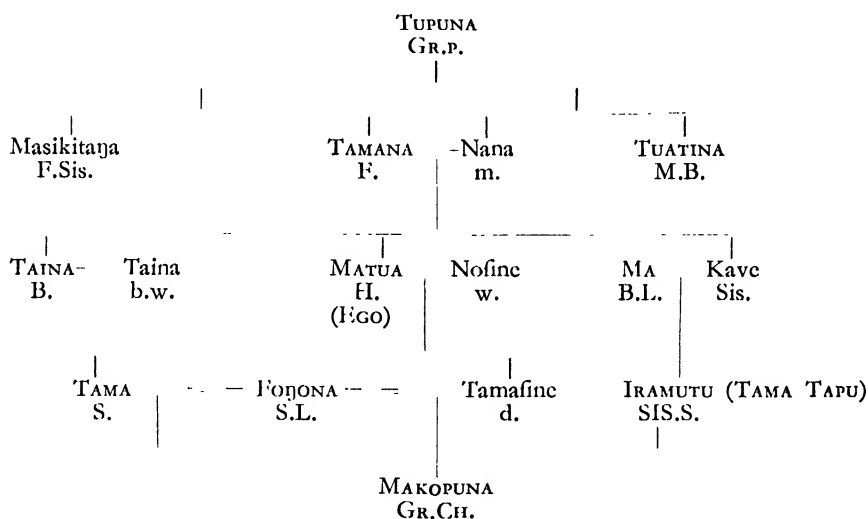 TUPUNA
GR.P.
Masikitaŋa TAMANA Nana TUATINA
F.Sis. F. m. M.B.
TAINA Taina MATUA Nofine MA Kave
B. b.w. H. w. B.L. Sis.
(EGO)
TAMA FOŊONA Tamafine IRAMUTU (TAMA TAPU)
S. S.L. d. SIS.S.
MAKOPUNA
GR.CH.